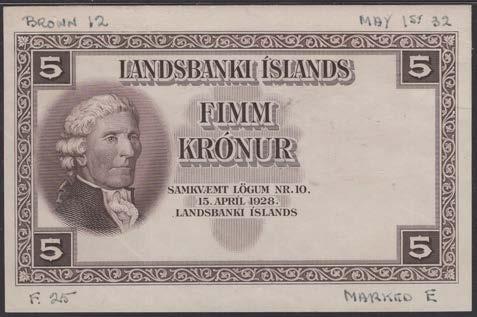 BROWN 12 MAY 1ST 32
5 5
LANDSBANKI ÍSLANDS
FIMM
KRÓNUR
SAMKVÆMT LÖGUM NR.10.
15. APRÍL 1928.
LANDSBANKI ÍSLANDS
5 5
F. 25 MARKED E